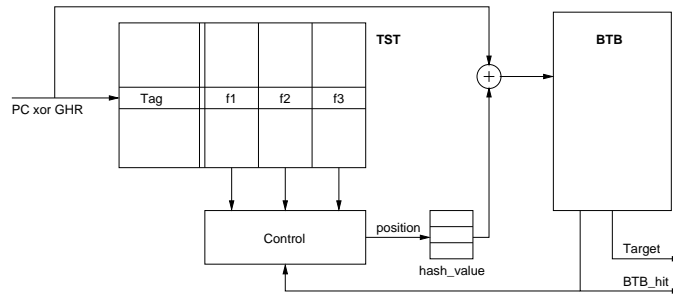 TST
BTB
PC xor GHR
Tag f1 f2 f3
+
Control
position
hash_value
Target
BTB_hit